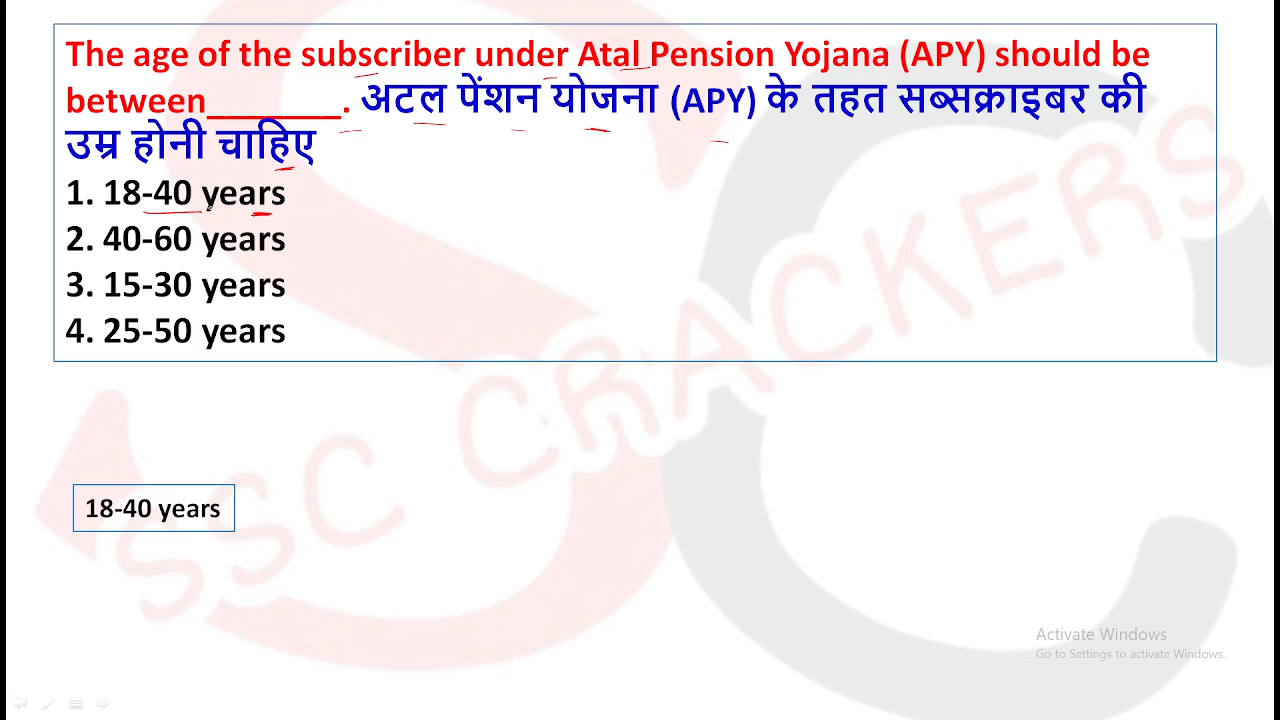 The age of the subscriber under Atal Pension Yojana (APY) should be
between_______. अटल पेंशन योजना (APY) के तहत सब्सक्राइबर की
उम्र होनी चाहिए
1. 18-40 years
2. 40-60 years
3. 15-30 years
4. 25-50 years
SSC CRACKERS
18-40 years
Activate Windows
Go to Settings to activate Windows.